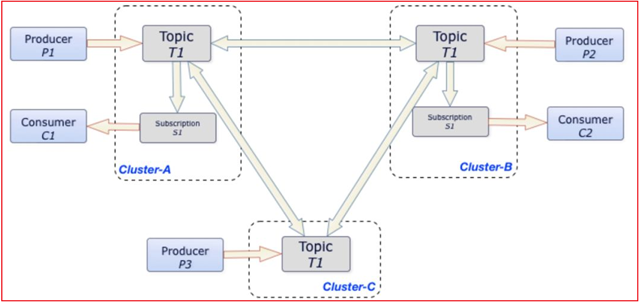 Producer
P1
Topic
T1
Topic
T1
Producer
P2
Consumer
C1
Subscription
S1
Subscription
S1
Consumer
C2
Cluster-A
Cluster-B
Producer
P3
Topic
T1
Cluster-C